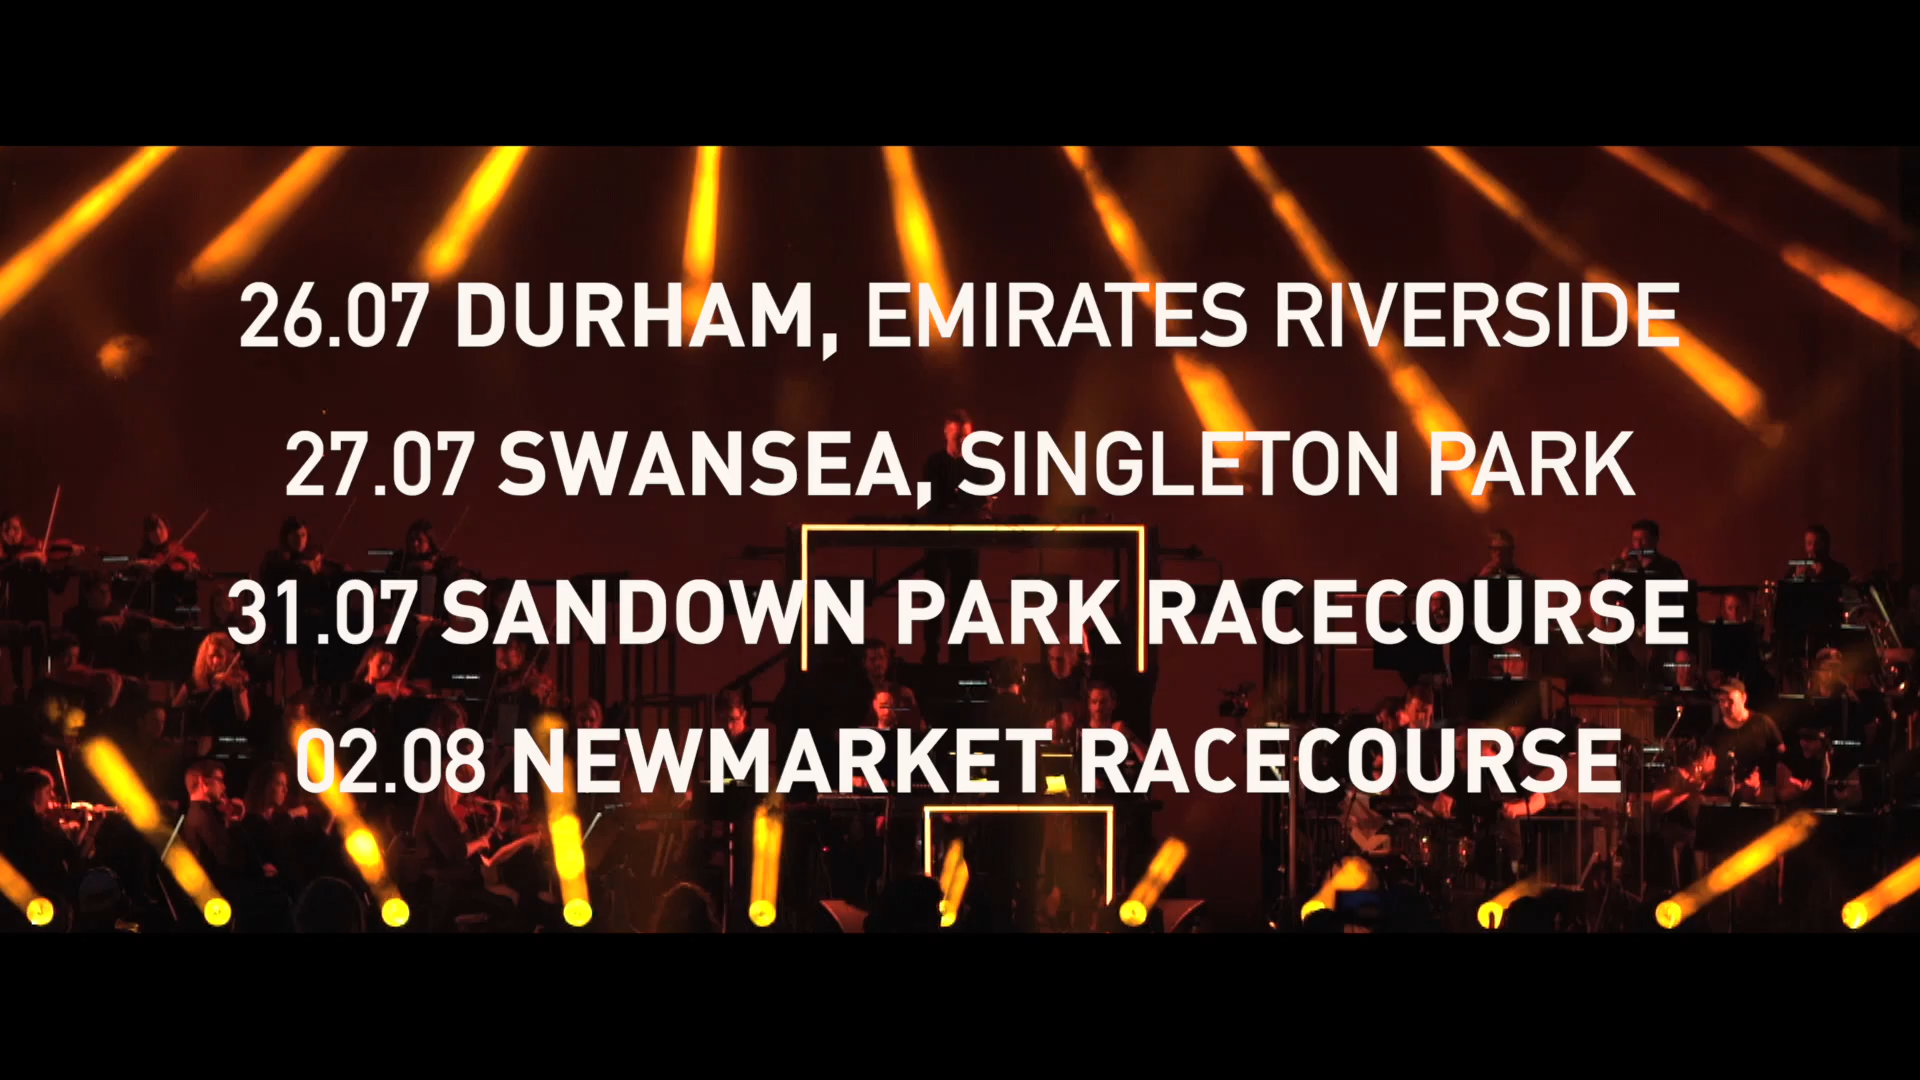 26.07 DURHAM, EMIRATES RIVERSIDE
27.07 SWANSEA, SINGLETON PARK
31.07 SANDOWN PARK RACECOURSE
02.08 NEWMARKET RACECOURSE